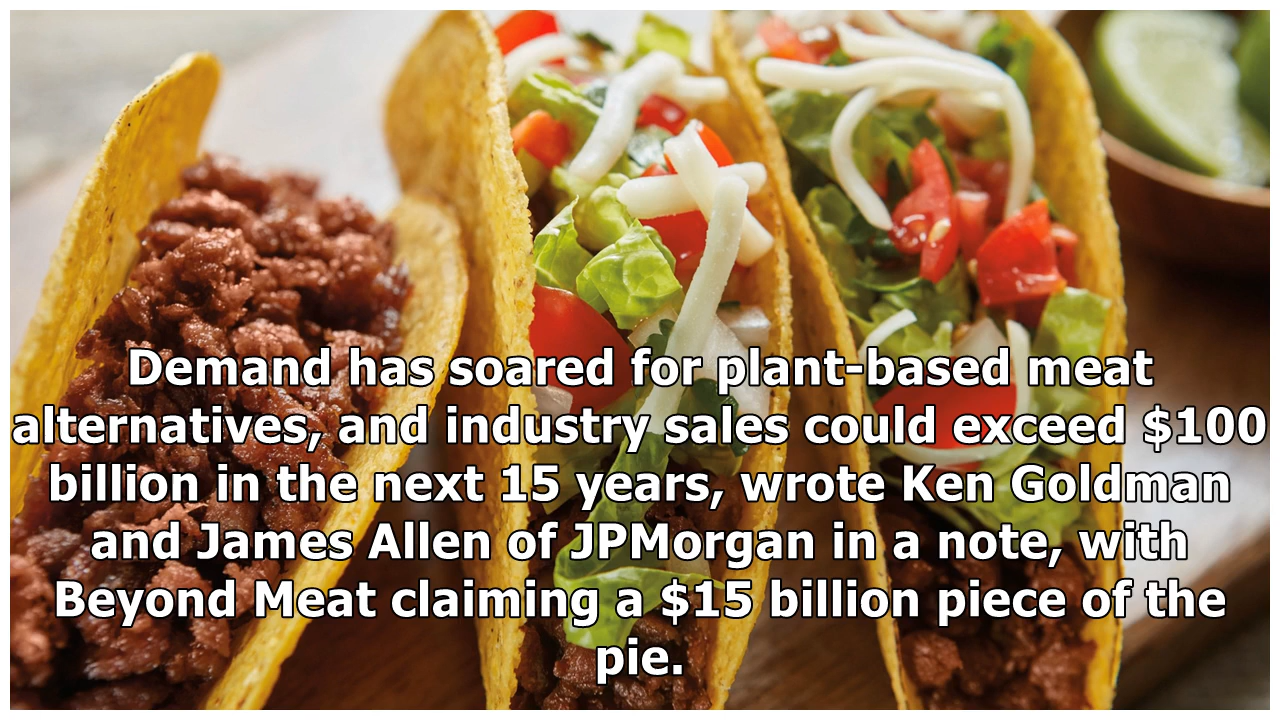 Demand has soared for plant-based meat
alternatives, and industry sales could exceed $100
billion in the next 15 years, wrote Ken Goldman
and James Allen of JPMorgan in a note, with
Beyond Meat claiming a $15 billion piece of the
pie.